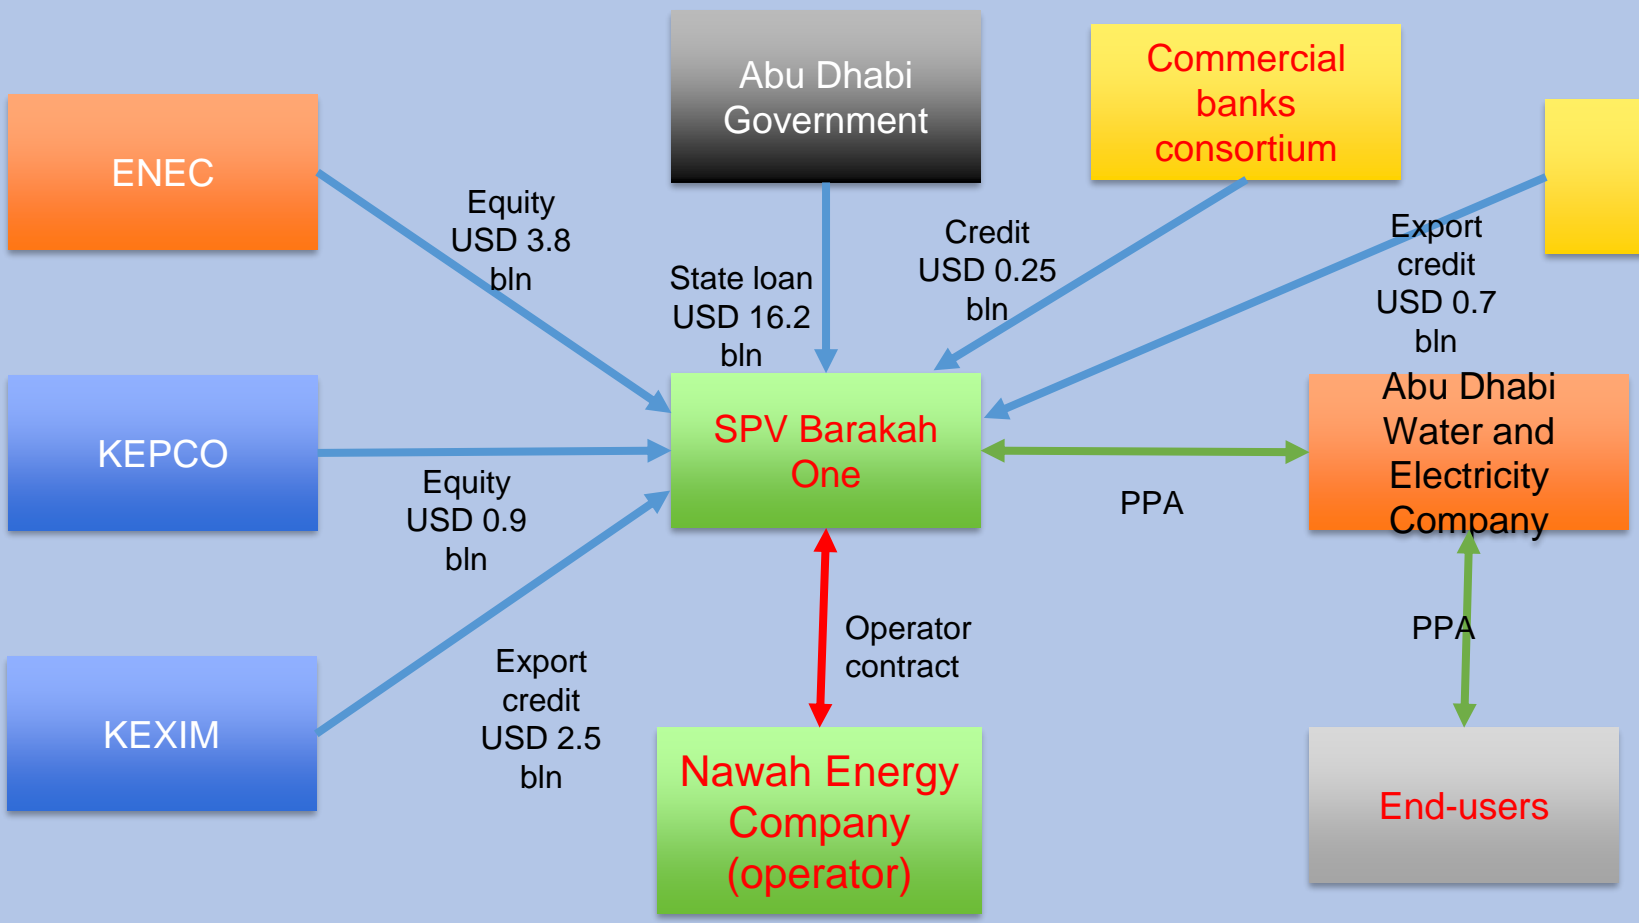 Abu Dhabi
Government
Commercial
banks
consortium
ENEC
Equity
USD 3.8
bln
State loan
USD 16.2
bln
Credit
USD 0.25
bln
Export
credit
USD 0.7
bln
KEPCO
SPV Barakah
One
Abu Dhabi
Water and
Electricity
Company
Equity
USD 0.9
bln
PPA
Operator
contract
PPA
KEXIM
Export
credit
USD 2.5
bln
Nawah Energy
Company
(operator)
End-users